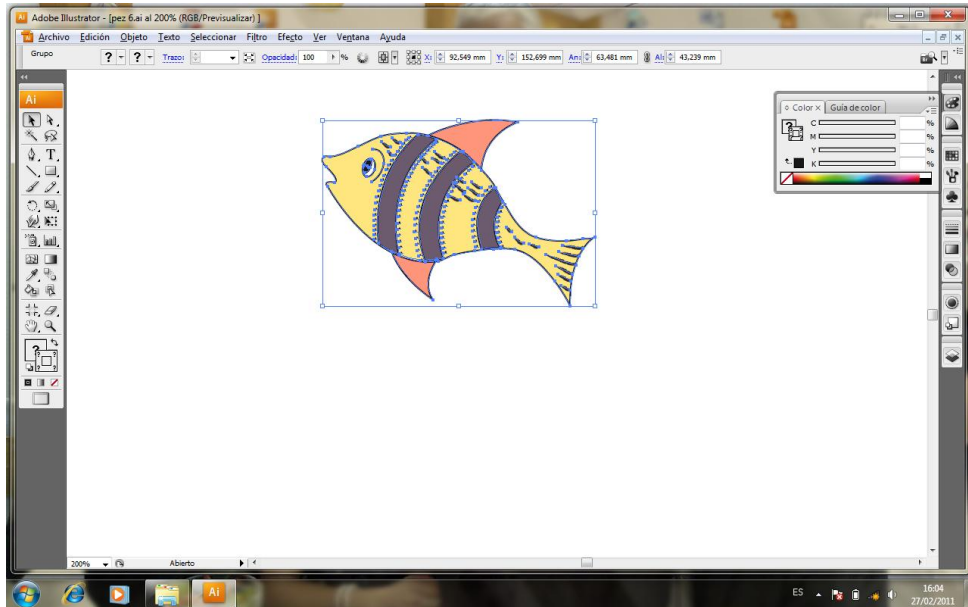 Adobe Illustrator - [pez 6.ai al 200% (RGB/Previsualizar) ]
Archivo Edición Objeto Texto Seleccionar Filtro Efecto Ver Ventana Ayuda
Grupo ? ? Trazo: Opacidad: 100 % X: 92,549 mm Y: 152,699 mm An: 63,481 mm Al: 43,239 mm
Ai
Color × Guía de color
? C %
M %
Y %
K %
T
?
200% Abierto
Ai ES 16:04
27/02/2011